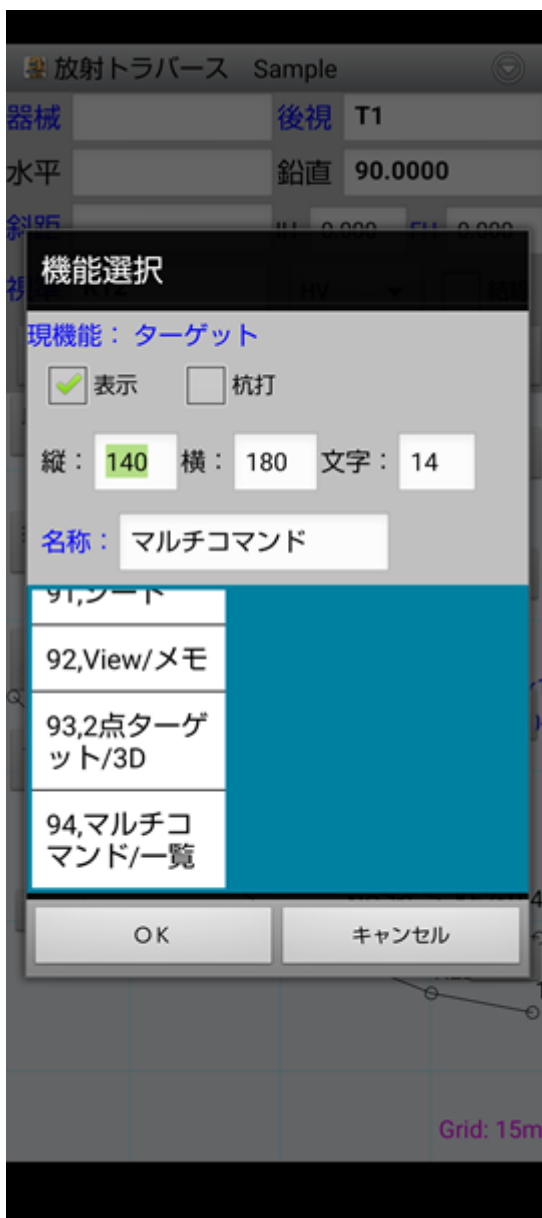 放射トラバース Sample
器械
後視 T1
水平
鉛直 90.0000
機能選択
現機能： ターゲット
表示 杭打
縦： 140 横： 180 文字： 14
名称： マルチコマンド
91,ジート
92,View/メモ
93,2点ターゲ
ット/3D
94,マルチコ
マンド/一覧
OK
キャンセル
Grid: 15m